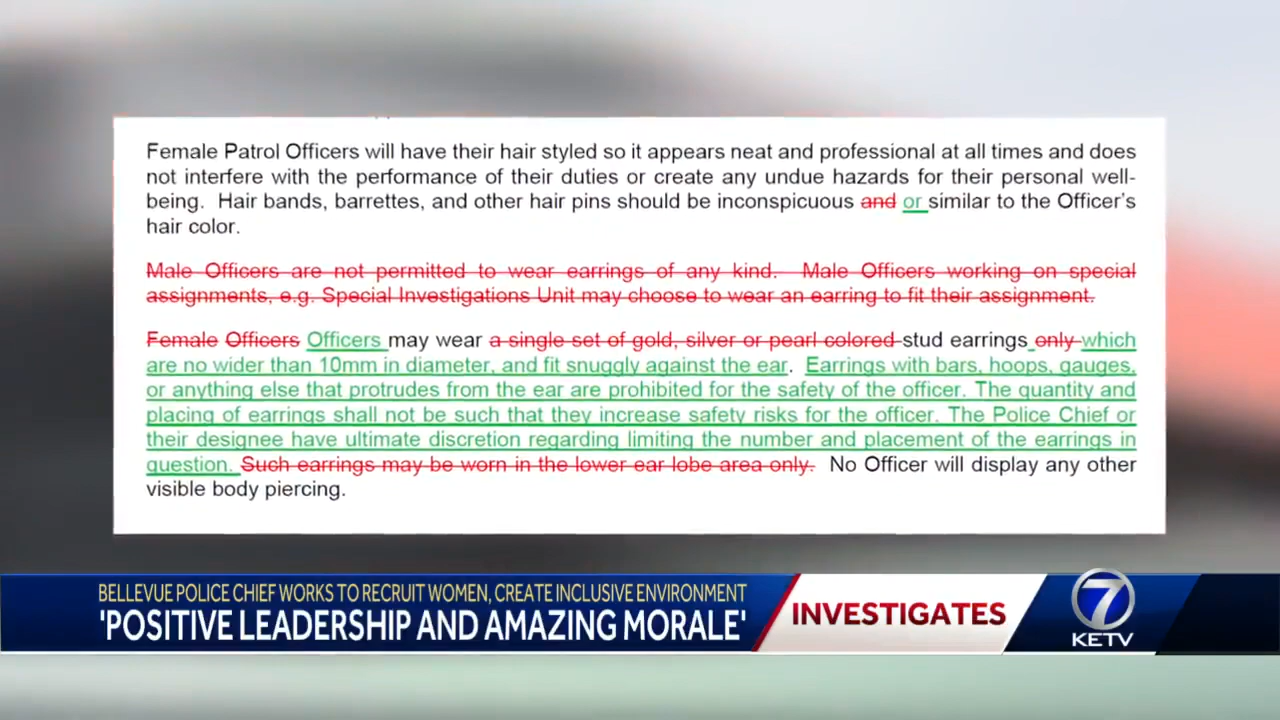 Female Patrol Officers will have their hair styled so it appears neat and professional at all times and does
not interfere with the performance of their duties or create any undue hazards for their personal well-
being. Hair bands, barrettes, and other hair pins should be inconspicuous and or similar to the Officer's
hair color.
Male Officers are not permitted to wear earrings of any kind. Male Officers working on special
assignments, e.g. Special Investigations Unit may choose to wear an earring to fit their assignment.
Female Officers Officers may wear a single set of gold, silver or pearl colored stud earrings only which
are no wider than 10mm in diameter, and fit snuggly against the ear. Earrings with bars, hoops, gauges,
or anything else that protrudes from the ear are prohibited for the safety of the officer. The quantity and
placing of earrings shall not be such that they increase safety risks for the officer. The Police Chief or
their designee have ultimate discretion regarding limiting the number and placement of the earrings in
question. Such earrings may be worn in the lower ear lobe area only. No Officer will display any other
visible body piercing.
BELLEVUE POLICE CHIEF WORKS TO RECRUIT WOMEN, CREATE INCLUSIVE ENVIRONMENT
'POSITIVE LEADERSHIP AND AMAZING MORALE'
INVESTIGATES
7
KETV